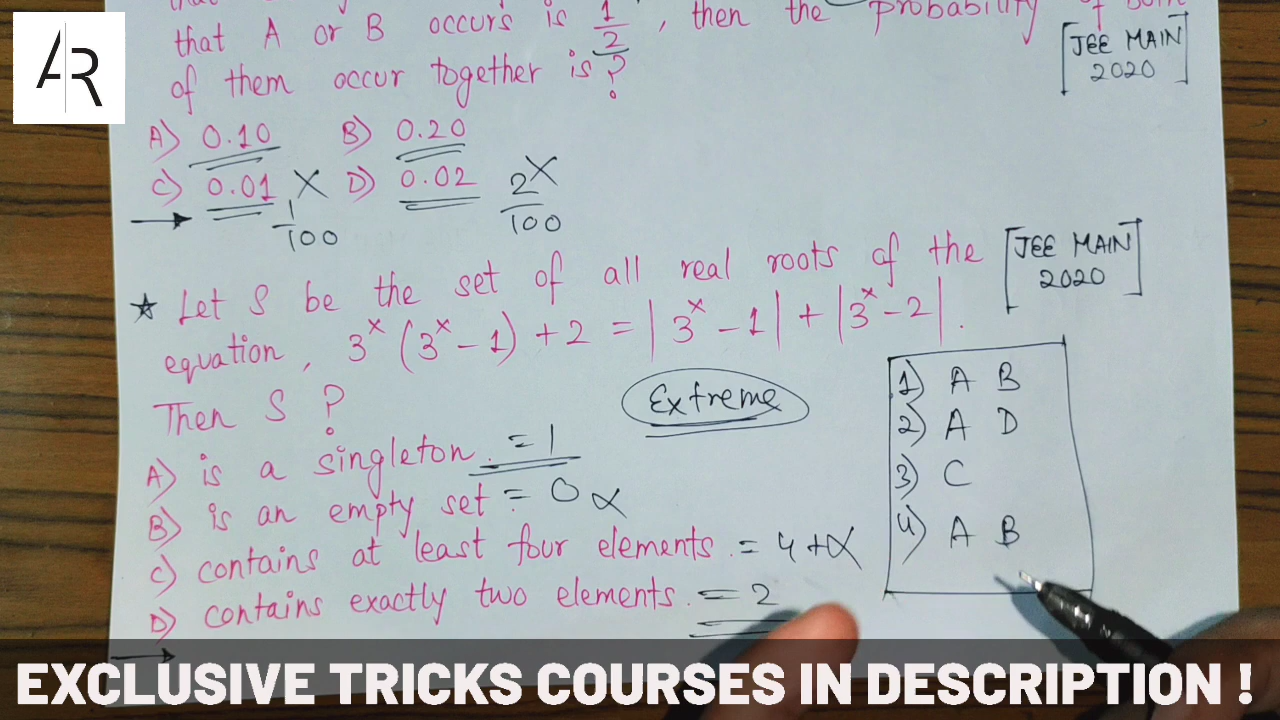 AR
that A or B occurs is 1/2, then the probability of both
[JEE MAIN 2020]
of them occur together is?
A) 0.10 B) 0.20
C) 0.01 X D) 0.02 X
→ 1/100 2/100
☆ Let S be the set of all real roots of the [JEE MAIN 2020]
equation, 3^x (3^x - 1) + 2 = |3^x - 1| + |3^x - 2|.
Then S ? Extreme
A) is a singleton. = 1
B) is an empty set. = 0 X
C) contains at least four elements. = 4 + X
D) contains exactly two elements. = 2
→
1) A B
2) A D
3) C
4) A B
EXCLUSIVE TRICKS COURSES IN DESCRIPTION !